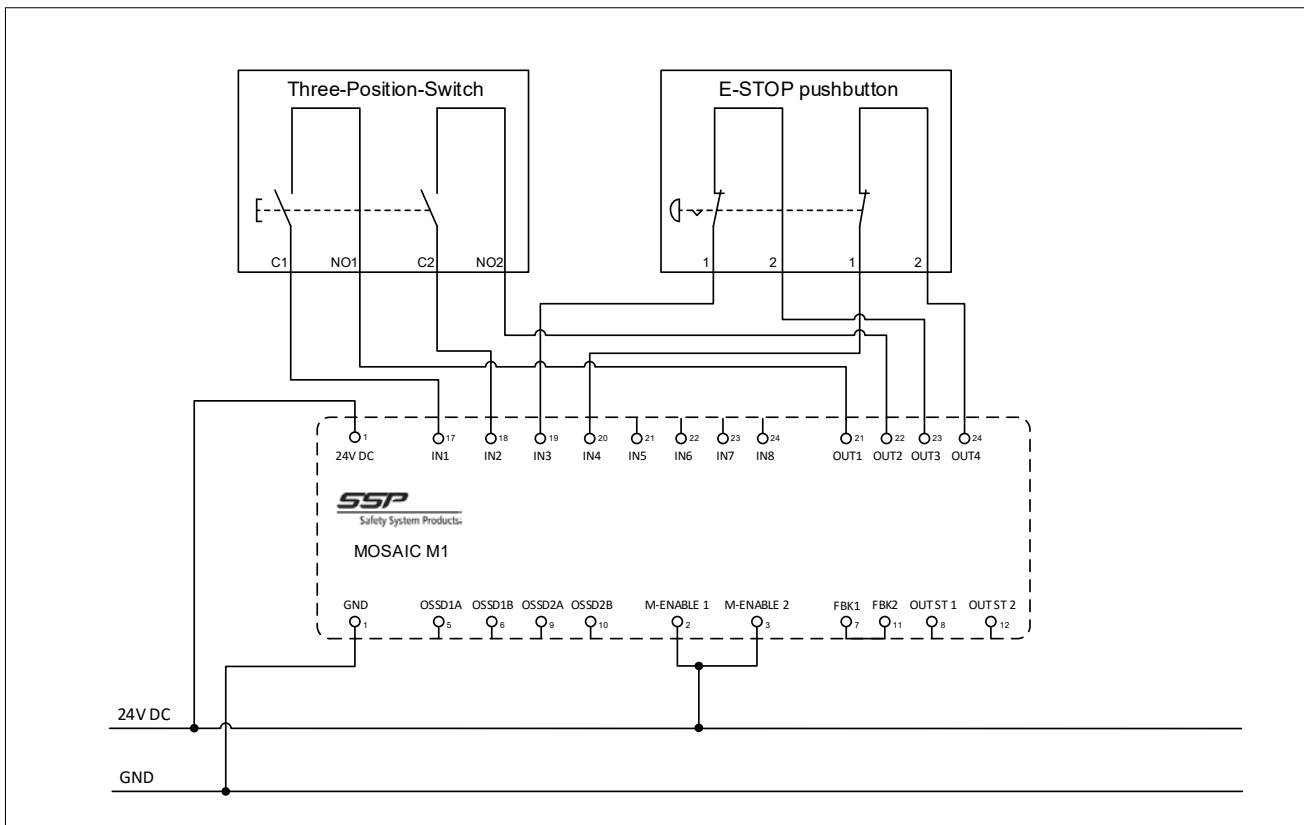 Three-Position-Switch
E-STOP pushbutton
C1 NO1 C2 NO2
1 2 1 2
1 17 18 19 20 21 22 23 24 21 22 23 24
24V DC IN1 IN2 IN3 IN4 IN5 IN6 IN7 IN8 OUT1 OUT2 OUT3 OUT4
SSP
Safety System Products
MOSAIC M1
GND OSSD1A OSSD1B OSSD2A OSSD2B M-ENABLE 1 M-ENABLE 2 FBK1 FBK2 OUT ST 1 OUT ST 2
1 5 6 9 10 2 3 7 11 8 12
24V DC
GND